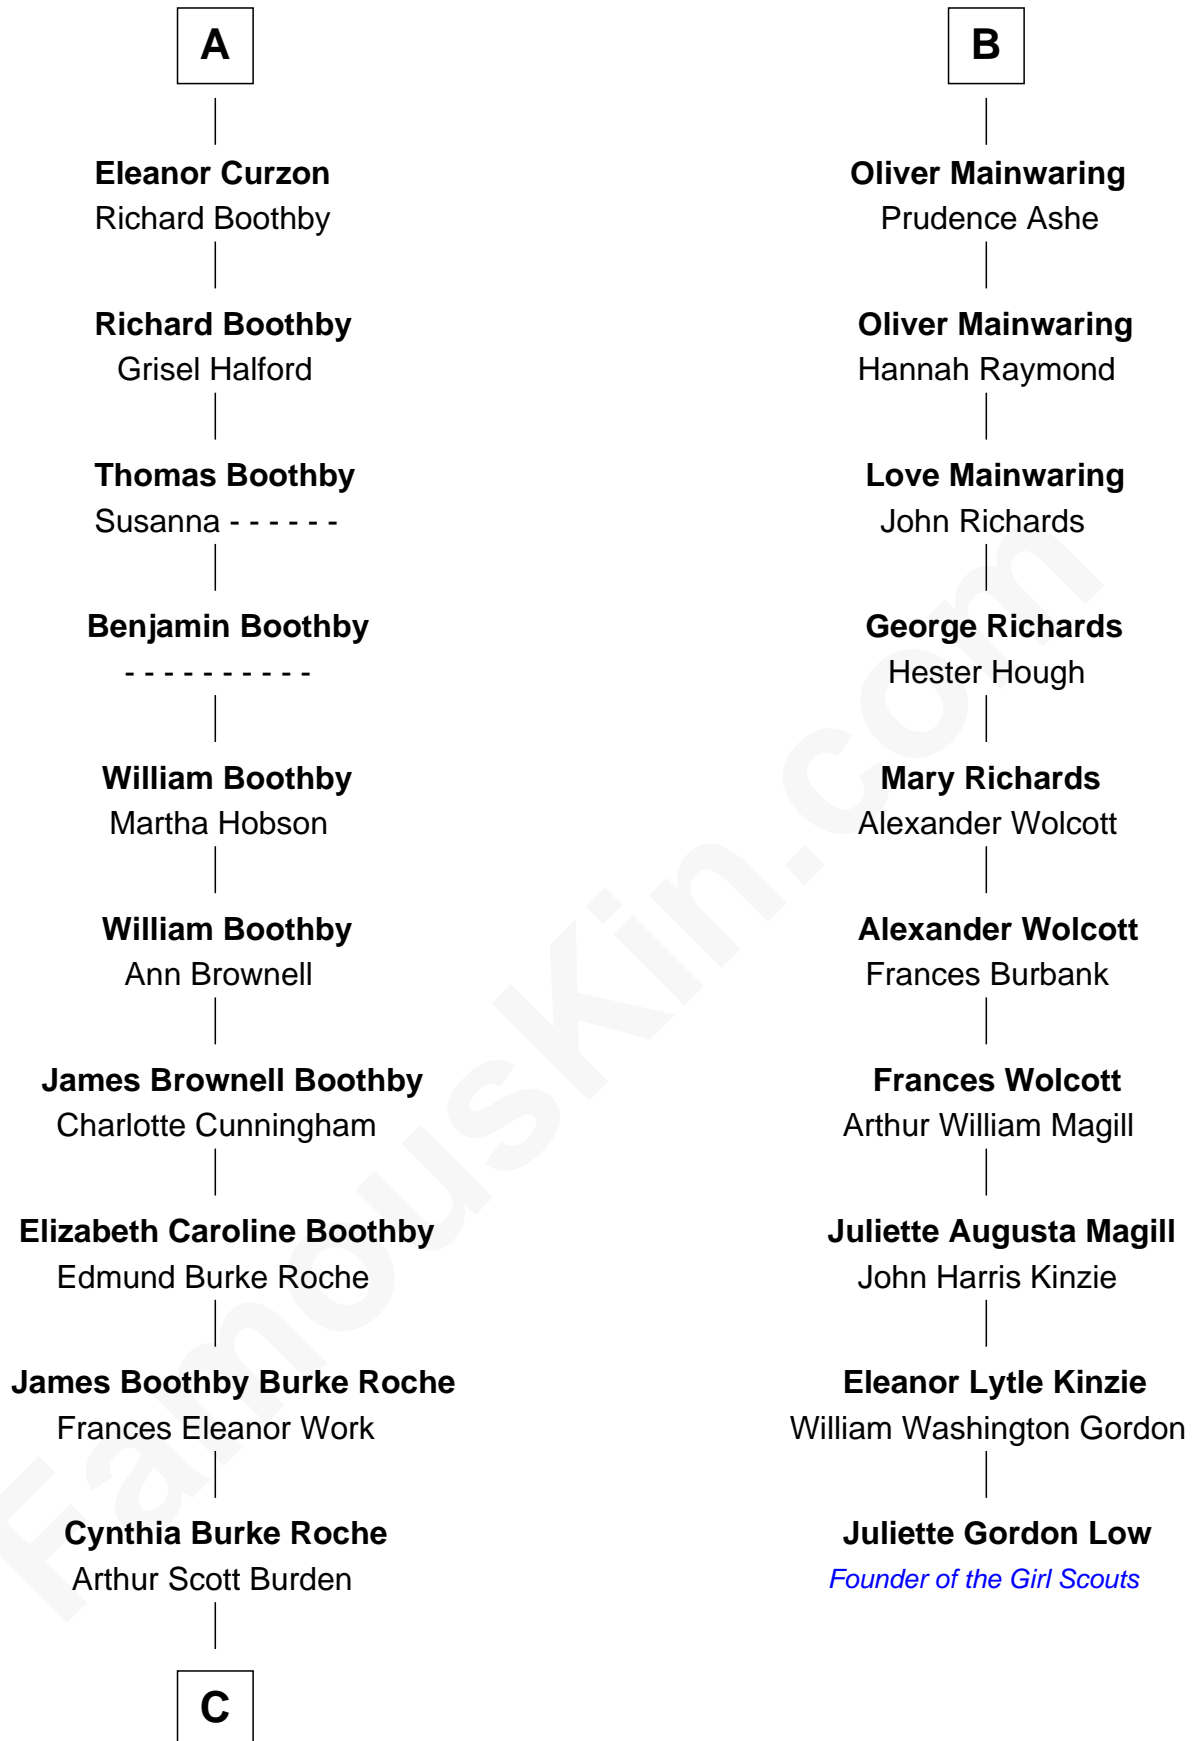 A
Eleanor Curzon
Richard Boothby
Richard Boothby
Grisel Halford
Thomas Boothby
Susanna - - - - - -
Benjamin Boothby
- - - - - - - - - -
William Boothby
Martha Hobson
William Boothby
Ann Brownell
James Brownell Boothby
Charlotte Cunningham
Elizabeth Caroline Boothby
Edmund Burke Roche
James Boothby Burke Roche
Frances Eleanor Work
Cynthia Burke Roche
Arthur Scott Burden
C
B
Oliver Mainwaring
Prudence Ashe
Oliver Mainwaring
Hannah Raymond
Love Mainwaring
John Richards
George Richards
Hester Hough
Mary Richards
Alexander Wolcott
Alexander Wolcott
Frances Burbank
Frances Wolcott
Arthur William Magill
Juliette Augusta Magill
John Harris Kinzie
Eleanor Lytle Kinzie
William Washington Gordon
Juliette Gordon Low
Founder of the Girl Scouts
FamousKin.com